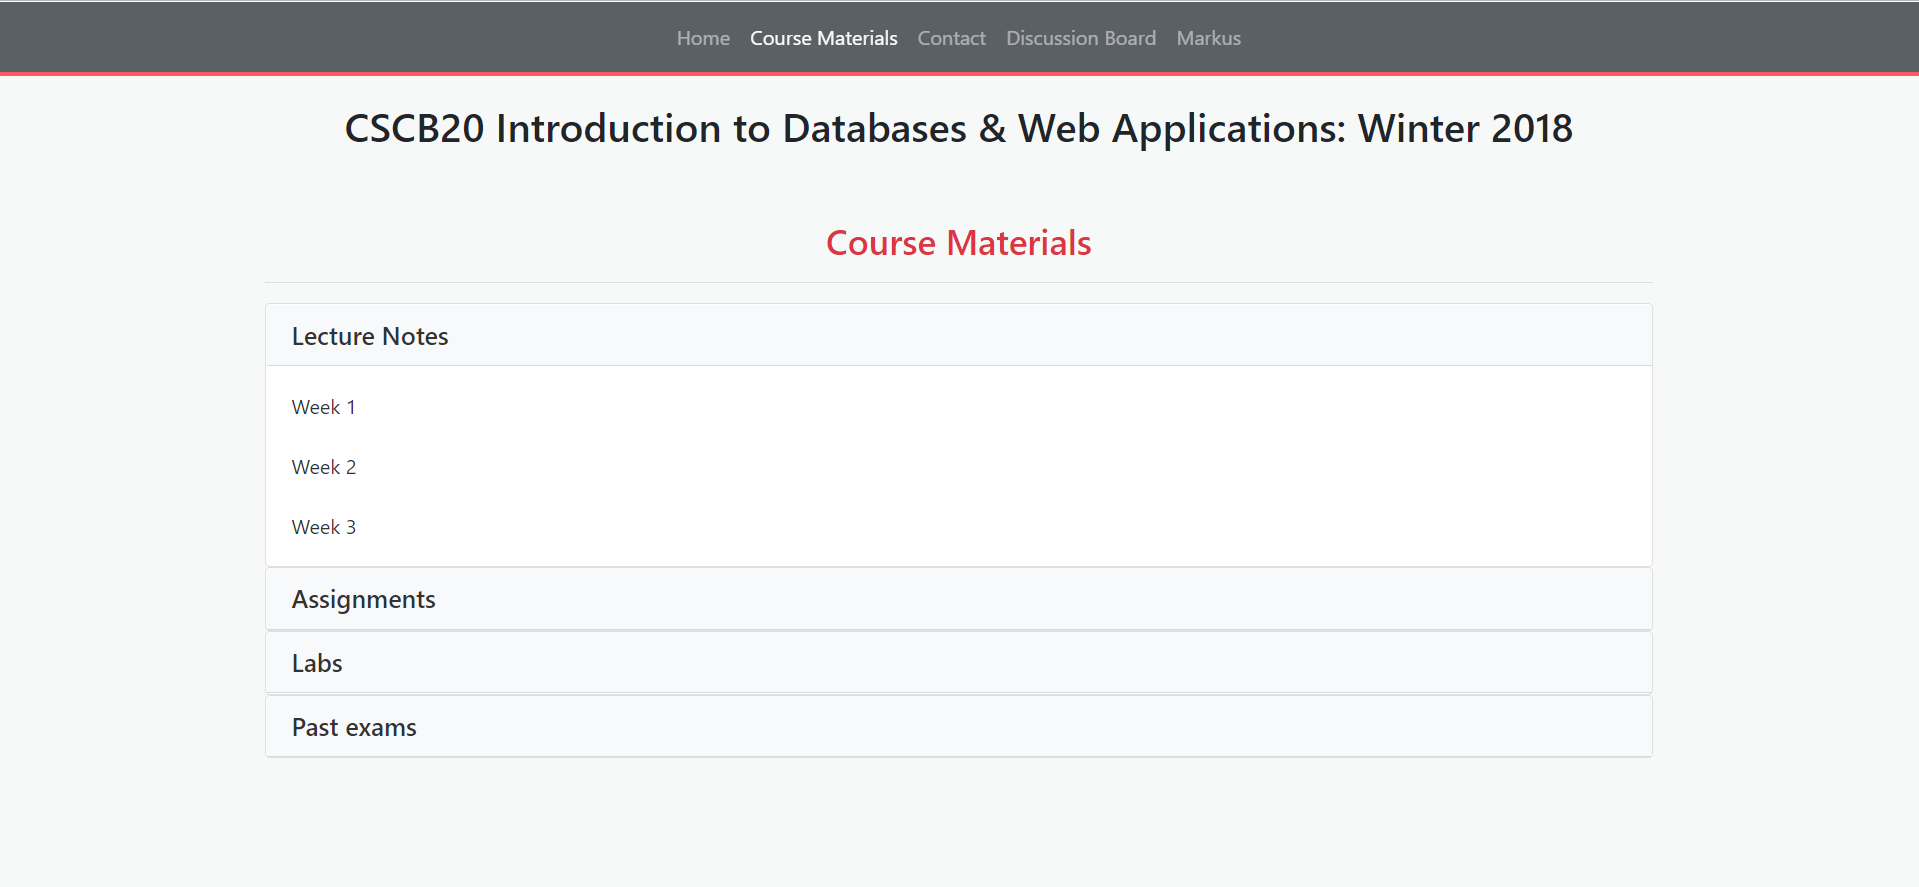 Home Course Materials Contact Discussion Board Markus
CSCB20 Introduction to Databases & Web Applications: Winter 2018
Course Materials
Lecture Notes
Week 1
Week 2
Week 3
Assignments
Labs
Past exams